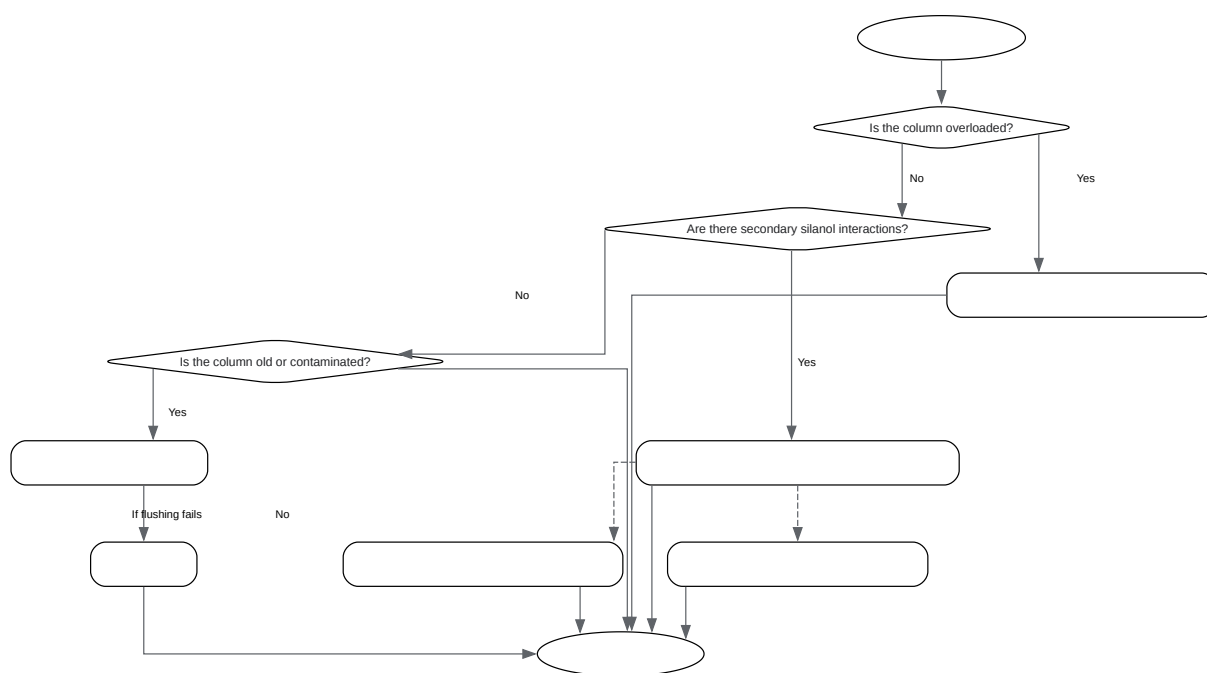 Is the column overloaded?
No
Yes
Are there secondary silanol interactions?
No
Is the column old or contaminated?
Yes
Yes
If flushing fails
No